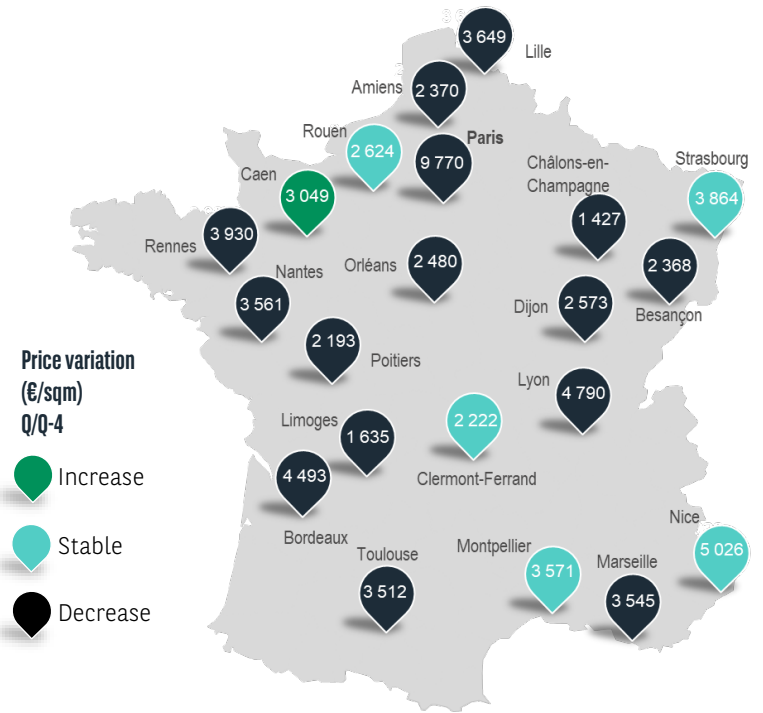 3 649
Lille
Amiens
2 370
Rouen
2 624
Paris
9 770
Châlons-en-
Champagne
1 427
Strasbourg
3 864
Caen
3 049
Rennes
3 930
Nantes
3 561
Orléans
2 480
2 368
Besançon
Dijon
2 573
2 193
Poitiers
Price variation
(€/sqm)
Q/Q-4
Increase
Stable
Decrease
Lyon
4 790
Limoges
1 635
2 222
Clermont-Ferrand
4 493
Bordeaux
Toulouse
3 512
Montpellier
3 571
Marseille
3 545
Nice
5 026